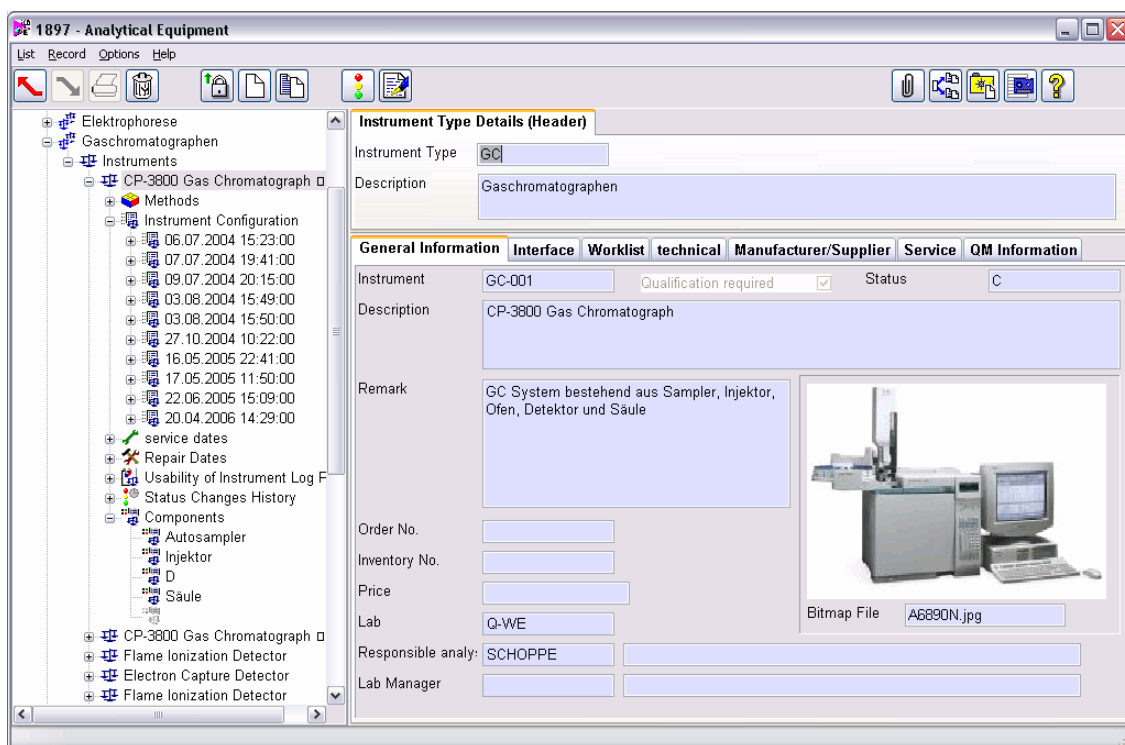 1897 - Analytical Equipment
List Record Options Help
Elektrophorese
Gaschromatographen
Instruments
CP-3800 Gas Chromatograph
Methods
Instrument Configuration
06.07.2004 15:23:00
07.07.2004 19:41:00
09.07.2004 20:15:00
03.08.2004 15:49:00
03.08.2004 15:50:00
27.10.2004 10:22:00
16.05.2005 22:41:00
17.05.2005 11:50:00
22.06.2005 15:09:00
20.04.2006 14:29:00
service dates
Repair Dates
Usability of Instrument Log F
Status Changes History
Components
Autosampler
Injektor
D
Säule
CP-3800 Gas Chromatograph
Flame Ionization Detector
Electron Capture Detector
Flame Ionization Detector
Instrument Type Details (Header)
Instrument Type GC
Description Gaschromatographen
General Information Interface Worklist technical Manufacturer/Supplier Service QM Information
Instrument GC-001 Qualification required Status C
Description CP-3800 Gas Chromatograph
Remark GC System bestehend aus Sampler, Injektor,
Ofen, Detektor und Säule
Order No.
Inventory No.
Price
Bitmap File A6890N.jpg
Lab Q-WE
Responsible analy: SCHOPPE
Lab Manager